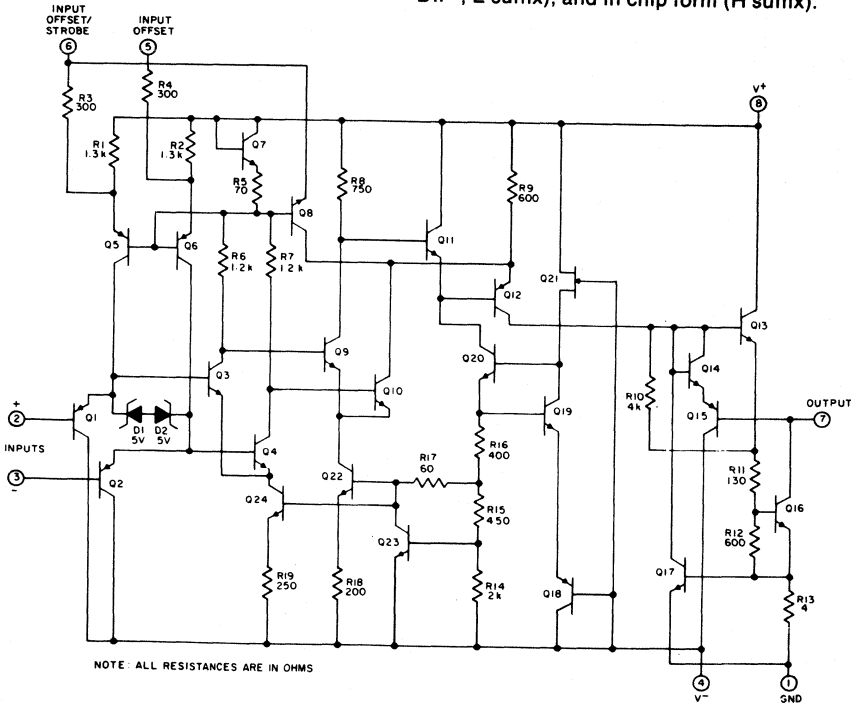 DIP, E suffix), and in chip form (H suffix).
INPUT
OFFSET/
STROBE
6
INPUT
OFFSET
5
R3
300
R4
300
V+
8
R1
1.3k
R2
1.3k
Q7
R5
70
R8
750
R9
600
Q8
Q5
Q6
Q11
R6
1.2k
R7
1.2k
Q21
Q12
Q13
Q9
Q20
Q14
Q3
Q10
R10
4k
Q15
OUTPUT
7
+
2
Q1
D1
5V
D2
5V
Q19
INPUTS
R16
400
Q4
R17
60
R11
130
3
-
Q2
Q22
Q16
Q24
R15
450
R12
600
Q23
Q17
R19
250
R18
200
R14
2k
Q18
R13
4
NOTE: ALL RESISTANCES ARE IN OHMS
4
V-
1
GND